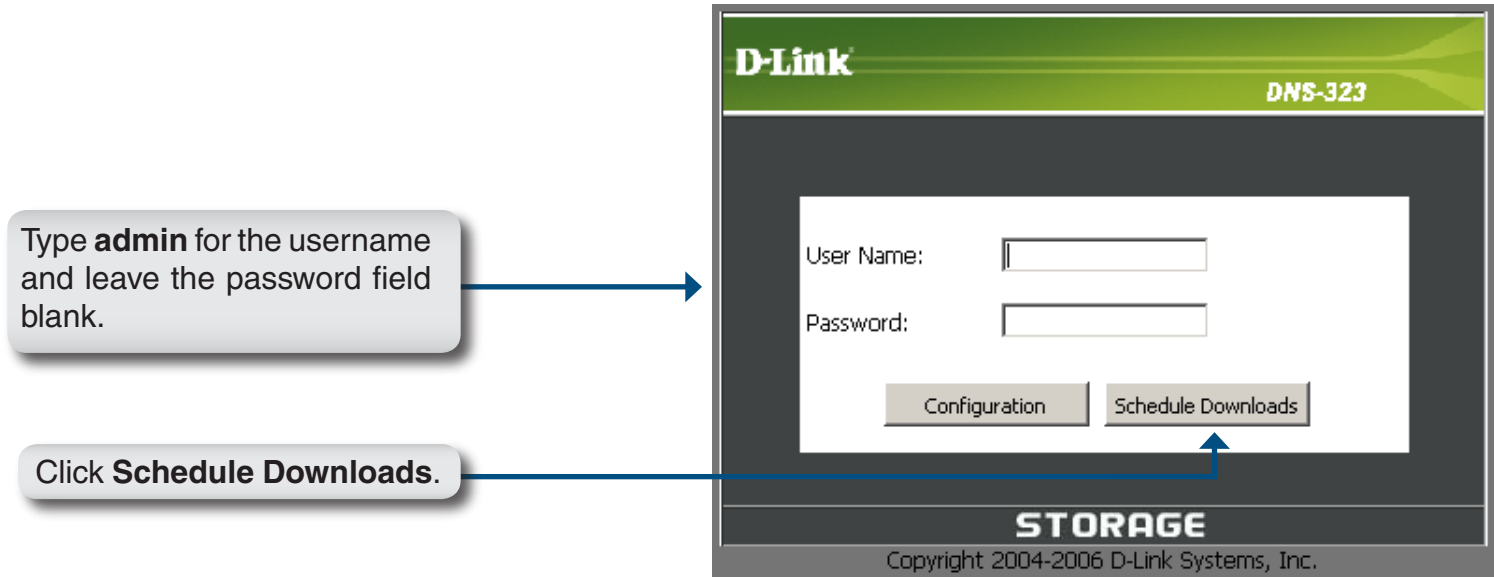 Type admin for the username
and leave the password field
blank.
Click Schedule Downloads.
D-Link
DNS-323
User Name:
Password:
Configuration
Schedule Downloads
STORAGE
Copyright 2004-2006 D-Link Systems, Inc.